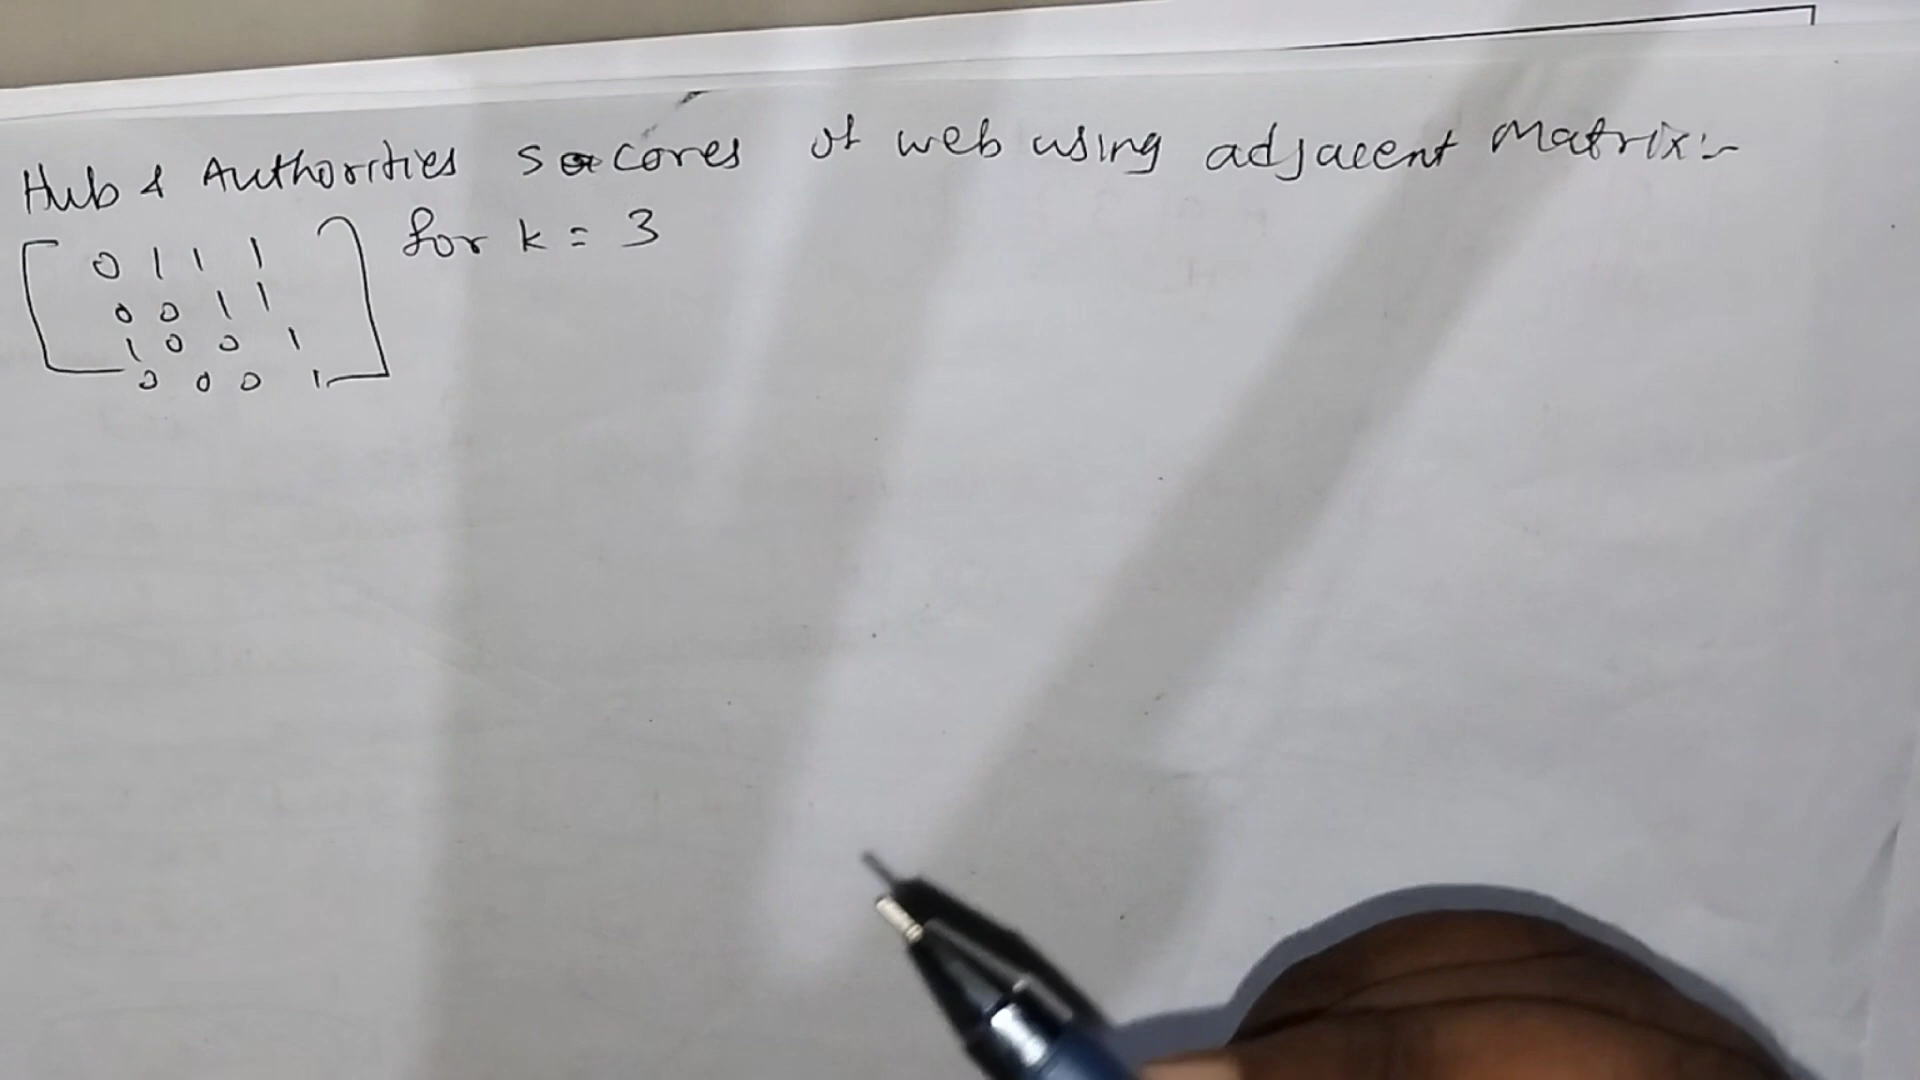 Hub & Authorities scores of web using adjacent Matrix:-
0 1 1 1 for k = 3
0 0 1 1
1 0 0 1
0 0 0 1